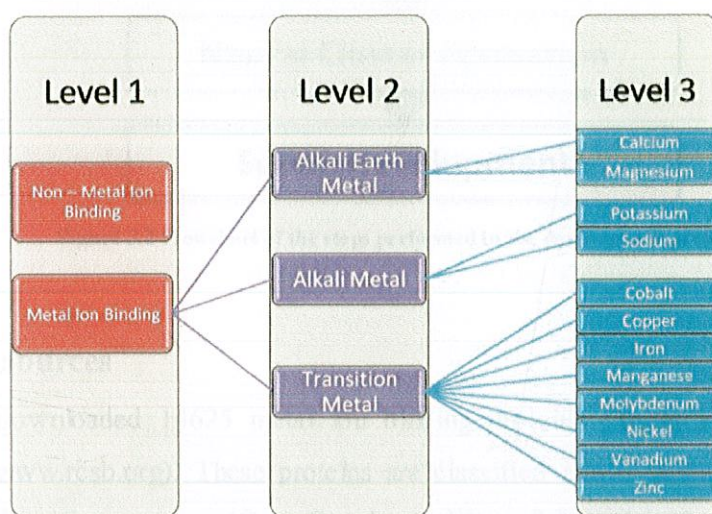 Level 1
Level 2
Level 3
Non – Metal Ion
Binding
Metal Ion Binding
Alkali Earth
Metal
Alkali Metal
Transition
Metal
Calcium
Magnesium
Potassium
Sodium
Cobalt
Copper
Iron
Manganese
Molybdenum
Nickel
Vanadium
Zinc